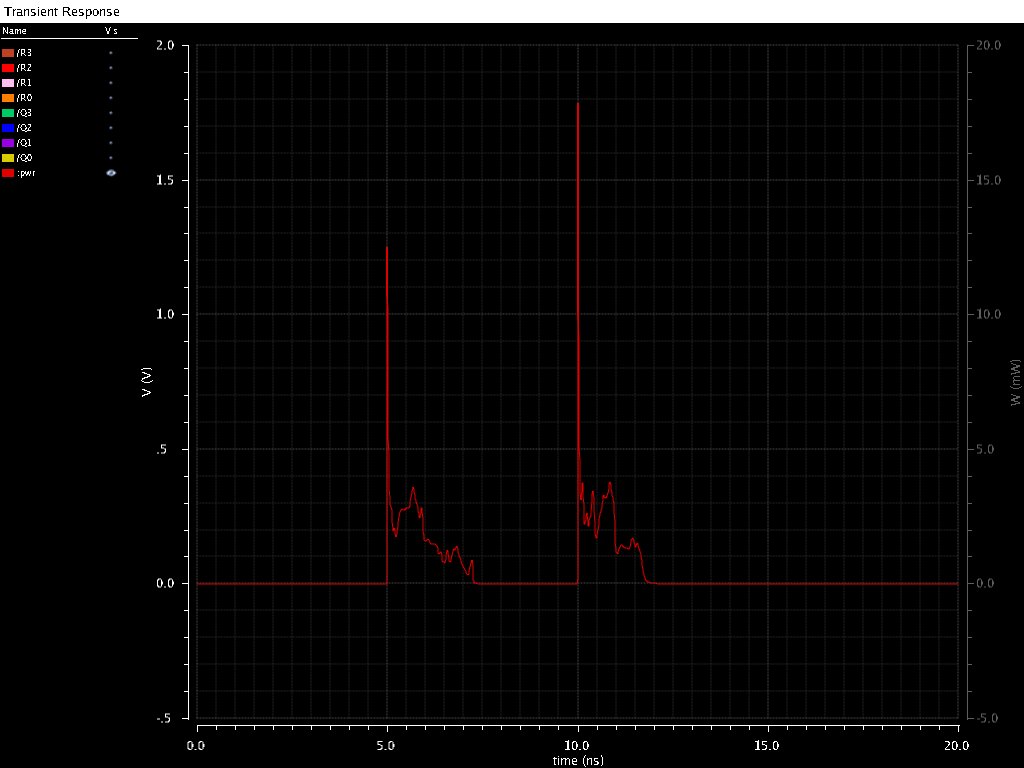 Transient Response
Name V s
/R3
/R2
/R1
/R0
/Q3
/Q2
/Q1
/Q0
:pwr
2.0
1.5
1.0
.5
0.0
-.5
V (V)
20.0
15.0
10.0
5.0
0.0
-5.0
W (mW)
0.0 5.0 10.0 15.0 20.0
time (ns)